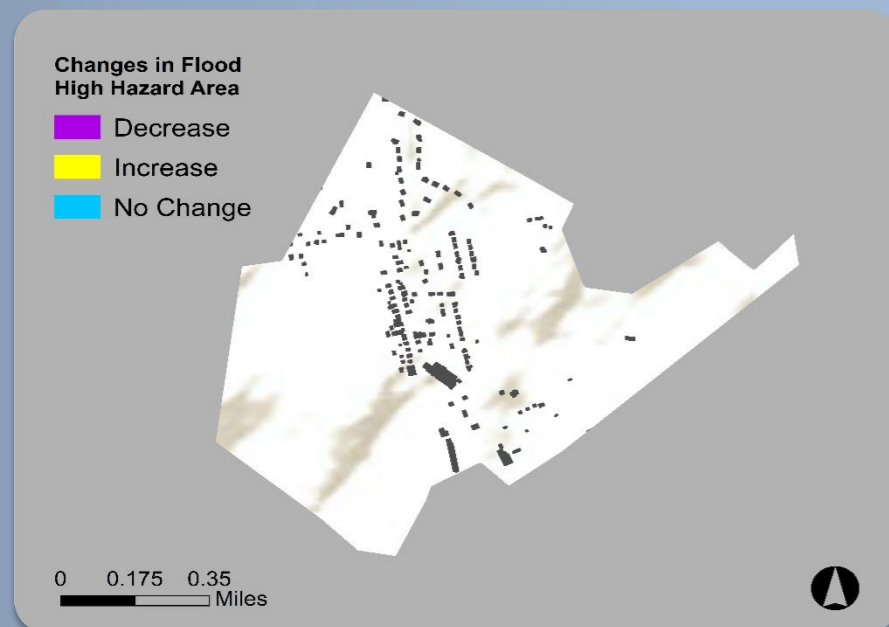 Changes in Flood
High Hazard Area
Decrease
Increase
No Change
0 0.175 0.35
Miles